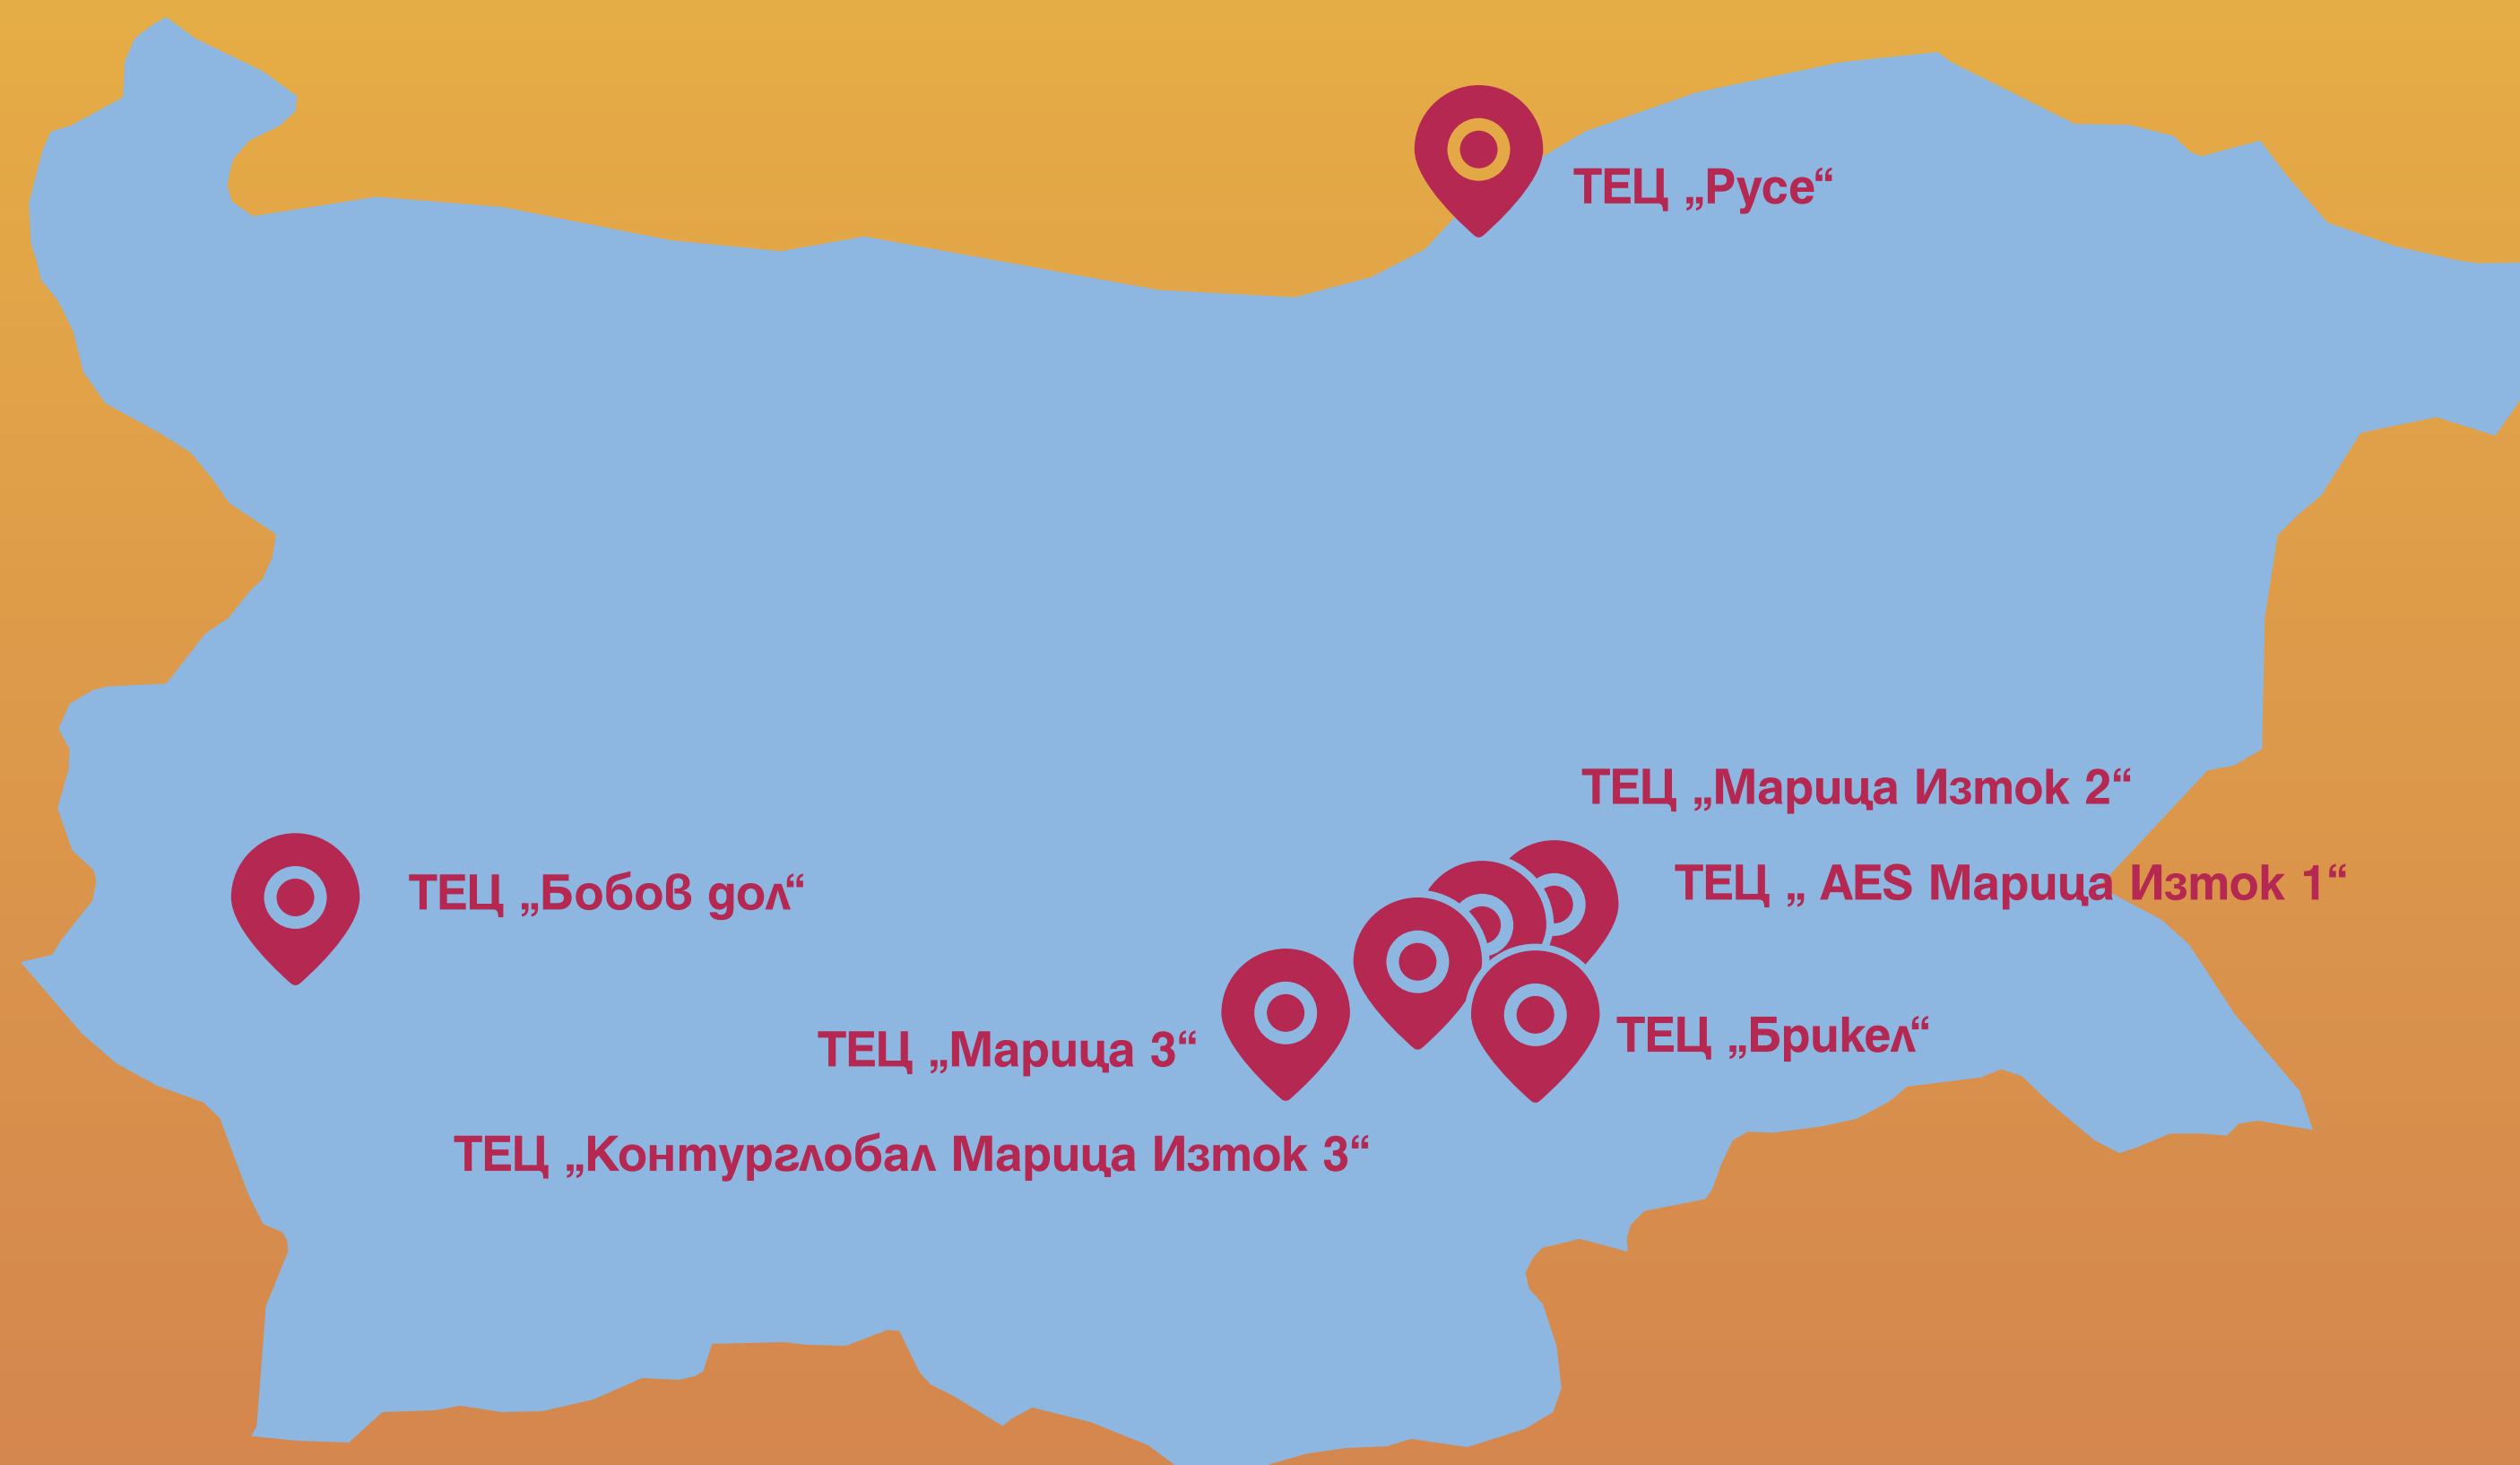 ТЕЦ „Русе“
ТЕЦ „Марица Изток 2“
ТЕЦ „ AES Марица Изток 1“
ТЕЦ „Бобов дол“
ТЕЦ „Брикел“
ТЕЦ „Марица 3“
ТЕЦ „Контурглобал Марица Изток 3“